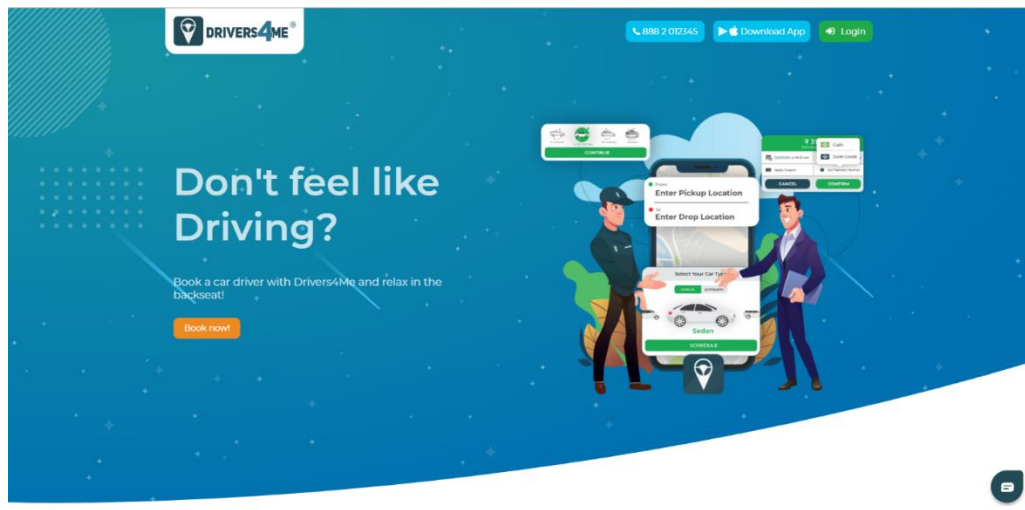 DRIVERS4ME®
888 2 012345
Download App
Login
CONTINUE
Cash
CANCEL
CONFIRM
Don't feel like
Driving?
From
Enter Pickup Location
To
Enter Drop Location
Book a car driver with Drivers4Me and relax in the
backseat!
Book now!
Select Your Car Type
Sedan
SCHEDULE